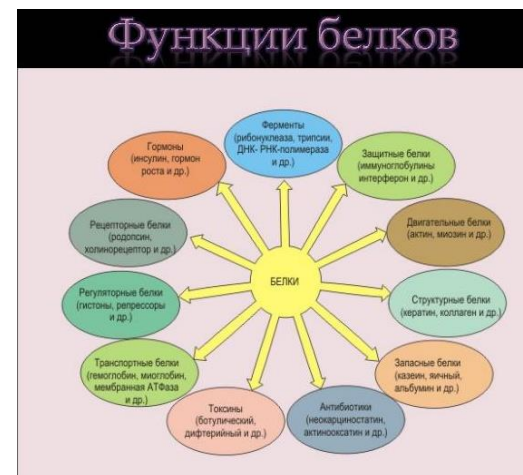 Функции белков
Ферменты
(рибонуклеаза, трипсин,
ДНК- РНК-полимераза
и др.)
Защитные белки
(иммуноглобулины
интерферон и др.)
Двигательные белки
(актин, миозин и др.)
Структурные белки
(кератин, коллаген и др.)
Запасные белки
(казеин, яичный,
альбумин и др.)
Антибиотики
(неокарциностатин,
актинооксатин и др.)
Токсины
(ботулический,
дифтерийный и др.)
Транспортные белки
(гемоглобин, миоглобин,
мембранная АТФаза
и др.)
Регуляторные белки
(гистоны, репрессоры
и др.)
Рецепторные белки
(родопсин,
холинорецептор и др.)
Гормоны
(инсулин, гормон
роста и др.)
БЕЛКИ